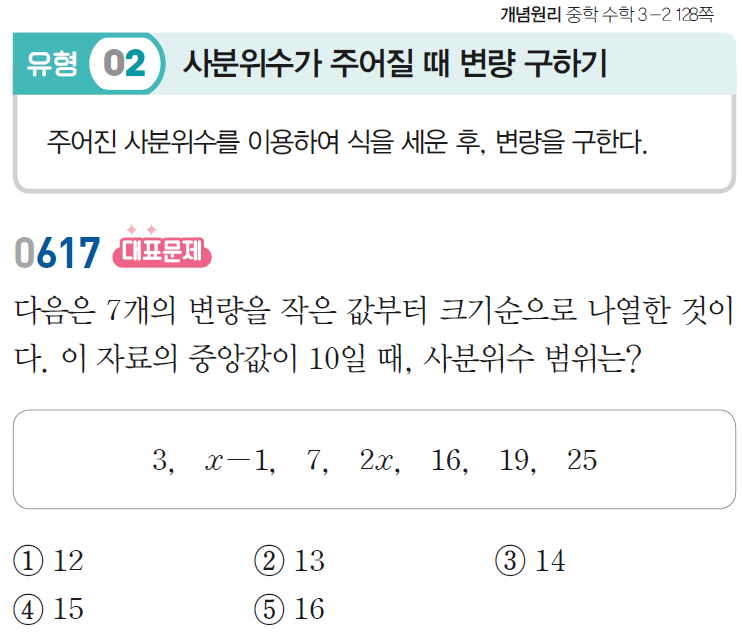 개념원리 중학 수학 3-2 128쪽
유형 02 사분위수가 주어질 때 변량 구하기
주어진 사분위수를 이용하여 식을 세운 후, 변량을 구한다.
0617 대표문제
다음은 7개의 변량을 작은 값부터 크기순으로 나열한 것이
다. 이 자료의 중앙값이 10일 때, 사분위수 범위는?
3, x-1, 7, 2x, 16, 19, 25
① 12 ② 13 ③ 14
④ 15 ⑤ 16